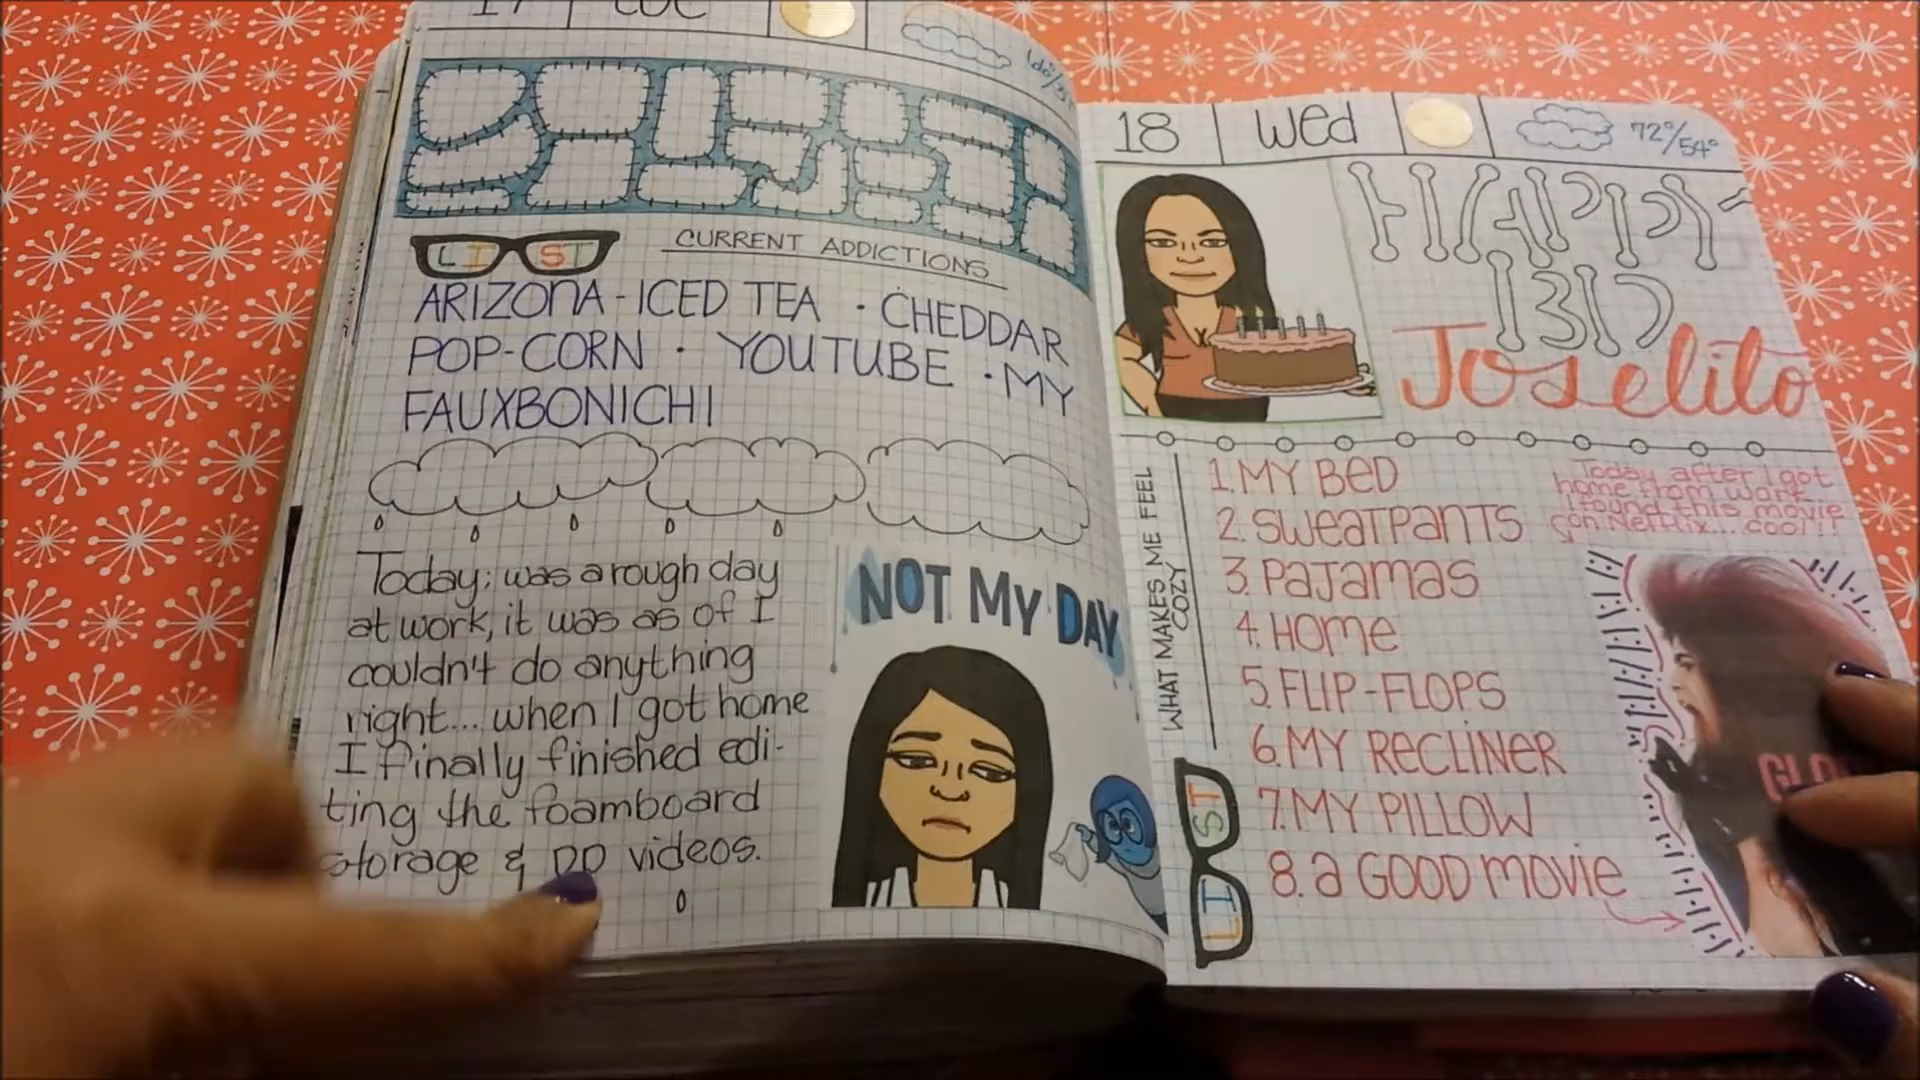 17 TUE
LIST CURRENT ADDICTIONS
ARIZONA-ICED TEA · CHEDDAR
POP-CORN · YOUTUBE · MY
FAUXBONICHI
Today; was a rough day
at work, it was as of I
couldn't do anything
right... when I got home
I finally finished edi-
ting the foamboard
storage & DD videos.
NOT MY DAY
18 wed 72°/54°
HAPPY
BD
Joselito
WHAT MAKES ME FEEL
COZY
LIST
1. MY BED
2. SWEATPANTS
3. PAJAMAS
4. HOME
5. FLIP-FLOPS
6. MY RECLINER
7. MY PILLOW
8. a GOOD MOVIE
Today after I got
home from work...
I found this movie
on Netflix.... cool!!